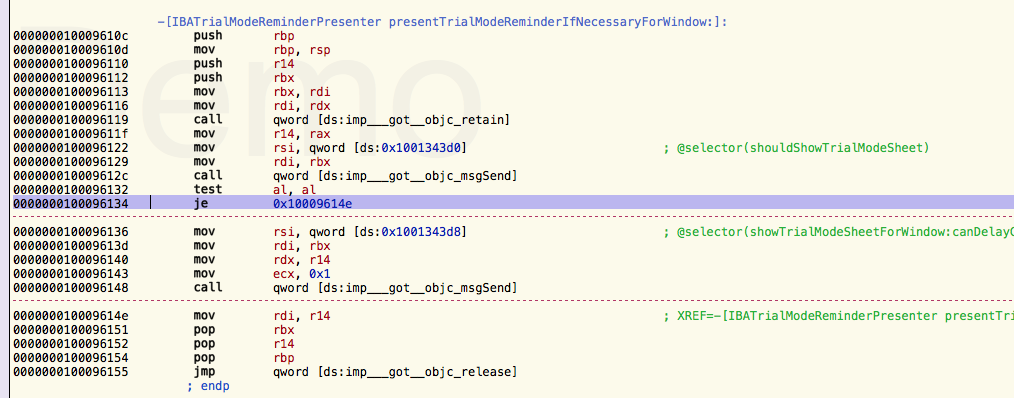 -[IBATrialModeReminderPresenter presentTrialModeReminderIfNecessaryForWindow:]:
000000010009610c push rbp
000000010009610d mov rbp, rsp
0000000100096110 push r14
0000000100096112 push rbx
0000000100096113 mov rbx, rdi
0000000100096116 mov rdi, rdx
0000000100096119 call qword [ds:imp___got__objc_retain]
000000010009611f mov r14, rax
0000000100096122 mov rsi, qword [ds:0x1001343d0] ; @selector(shouldShowTrialModeSheet)
0000000100096129 mov rdi, rbx
000000010009612c call qword [ds:imp___got__objc_msgSend]
0000000100096132 test al, al
0000000100096134 je 0x10009614e
0000000100096136 mov rsi, qword [ds:0x1001343d8] ; @selector(showTrialModeSheetForWindow:canDelayC
000000010009613d mov rdi, rbx
0000000100096140 mov rdx, r14
0000000100096143 mov ecx, 0x1
0000000100096148 call qword [ds:imp___got__objc_msgSend]
000000010009614e mov rdi, r14 ; XREF=-[IBATrialModeReminderPresenter presentTri
0000000100096151 pop rbx
0000000100096152 pop r14
0000000100096154 pop rbp
0000000100096155 jmp qword [ds:imp___got__objc_release]
; endp
emo